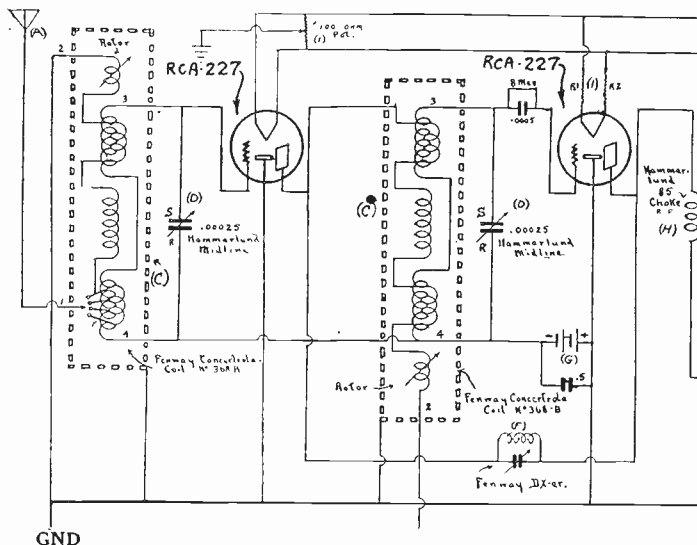 (A)
2
Rotor
3
1
4
R
(C)
Fenway Concertrola
Coil No 368 A
GND
RCA-227
S
R
(D)
.00025
Hammarlund
Midline
100 ohm
(1) Pot.
(C)
3
4
2
Rotor
Fenway Concertrola
Coil No 368-B
8 Meg
.0005
S
R
(D)
.00025
Hammarlund
Midline
RCA-227
R1
(1)
R2
Hammar-
lund
85
Choke
R F
(H)
-
+
(G)
.5
(F)
Fenway DX-er.